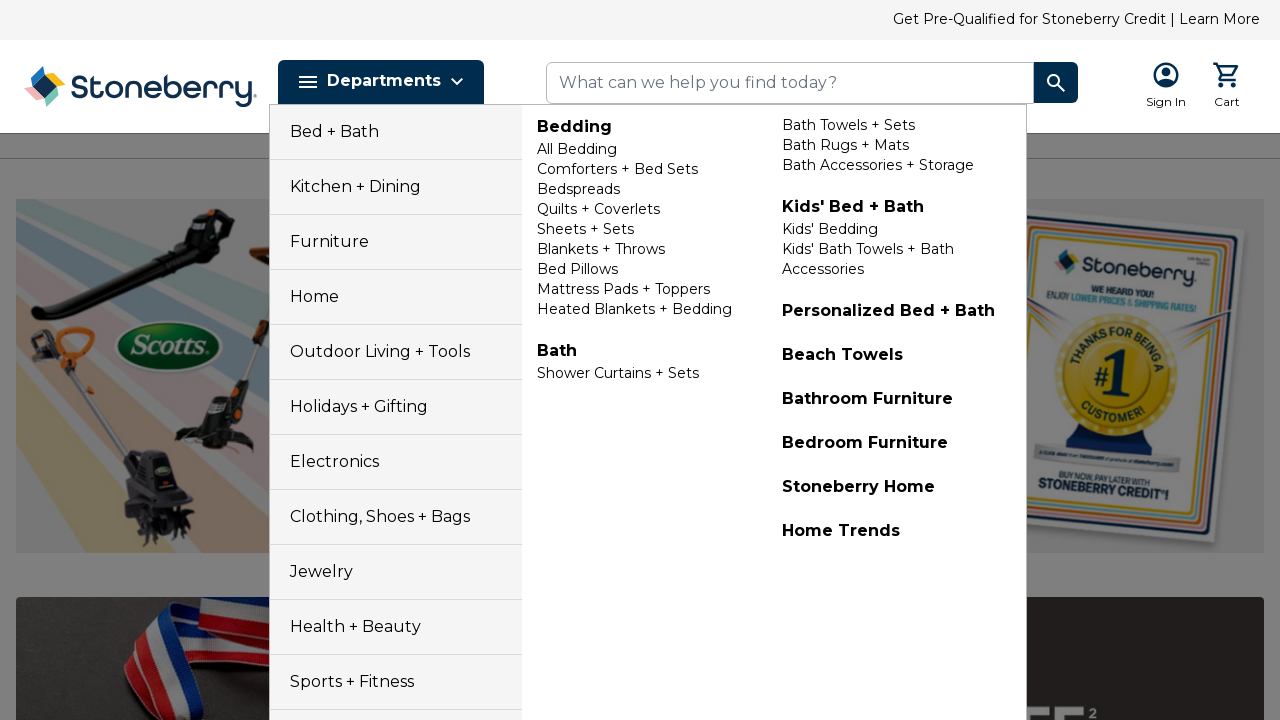 Get Pre-Qualified for Stoneberry Credit | Learn More
Stoneberry
Departments
What can we help you find today?
Sign In
Cart
Bed + Bath
Kitchen + Dining
Furniture
Home
Outdoor Living + Tools
Holidays + Gifting
Electronics
Clothing, Shoes + Bags
Jewelry
Health + Beauty
Sports + Fitness
Bedding
All Bedding
Comforters + Bed Sets
Bedspreads
Quilts + Coverlets
Sheets + Sets
Blankets + Throws
Bed Pillows
Mattress Pads + Toppers
Heated Blankets + Bedding
Bath
Shower Curtains + Sets
Bath Towels + Sets
Bath Rugs + Mats
Bath Accessories + Storage
Kids' Bed + Bath
Kids' Bedding
Kids' Bath Towels + Bath
Accessories
Personalized Bed + Bath
Beach Towels
Bathroom Furniture
Bedroom Furniture
Stoneberry Home
Home Trends
Scotts
Stoneberry
WE HEARD YOU!
ENJOY LOWER PRICES & SHIPPING RATES!
THANKS FOR BEING A
#1
CUSTOMER!
BUY NOW, PAY LATER WITH
STONEBERRY CREDIT®!